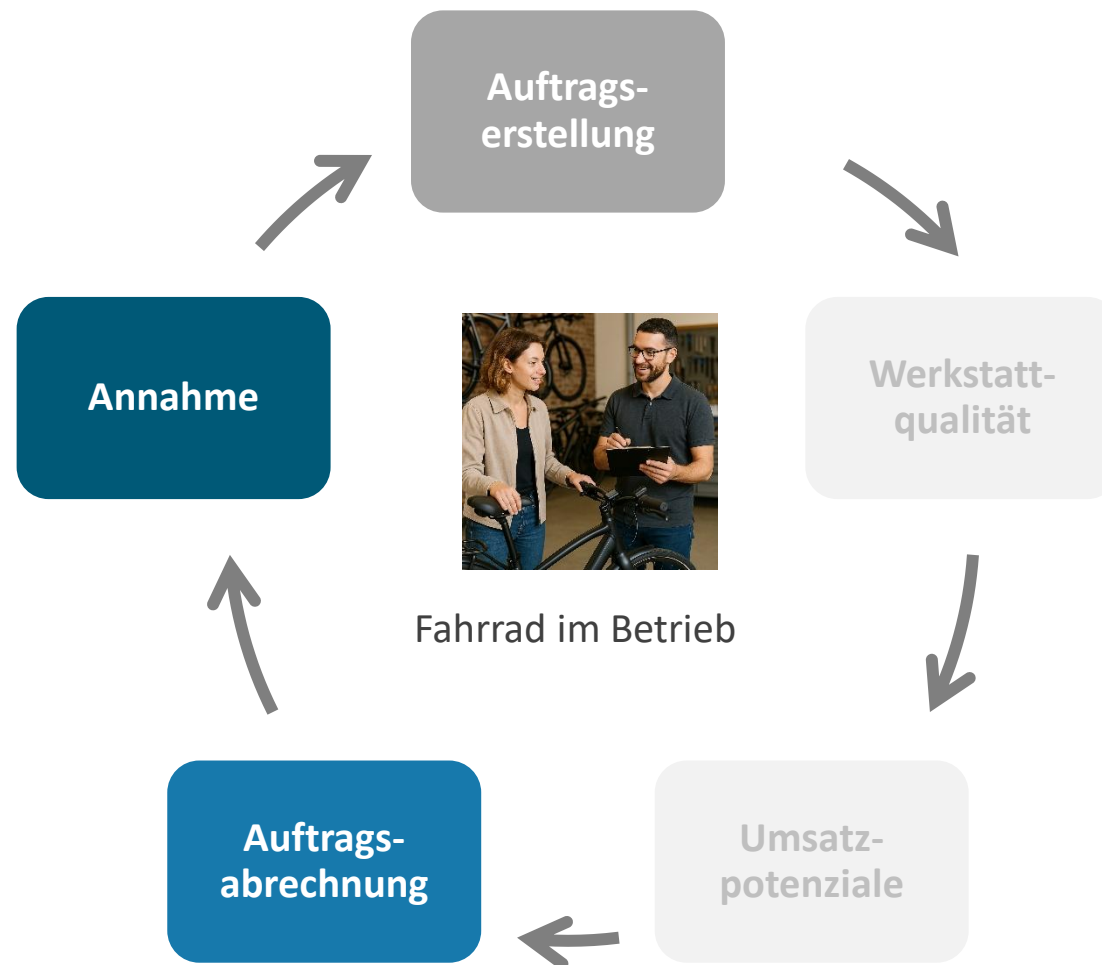 Auftrags-
erstellung
Annahme
Werkstatt-
qualität
Fahrrad im Betrieb
Auftrags-
abrechnung
Umsatz-
potenziale